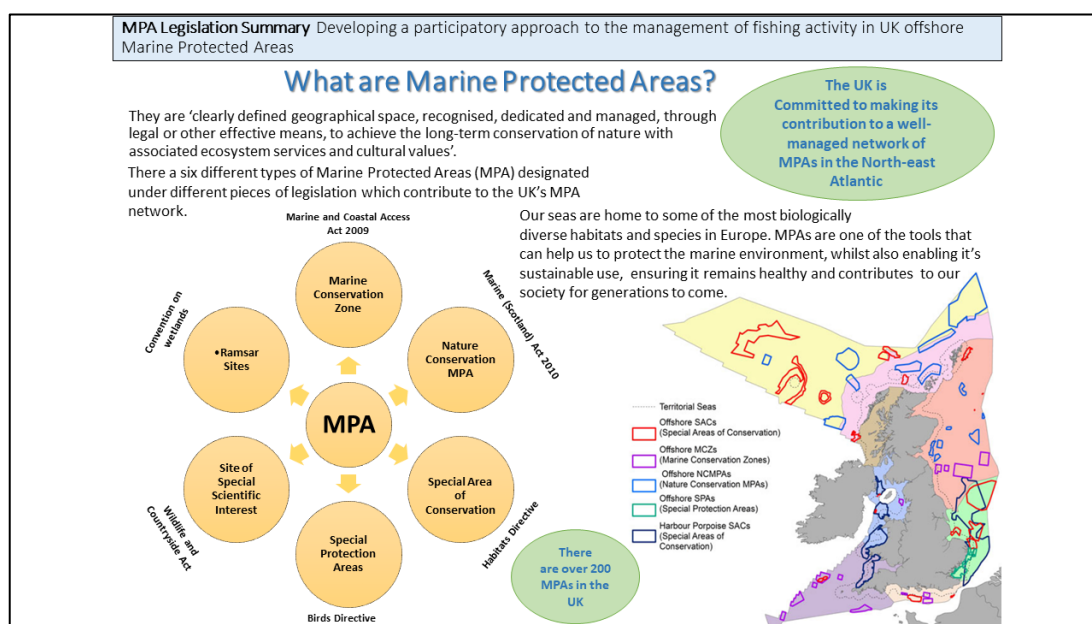 MPA Legislation Summary Developing a participatory approach to the management of fishing activity in UK offshore
Marine Protected Areas
What are Marine Protected Areas?
They are ‘clearly defined geographical space, recognised, dedicated and managed, through
legal or other effective means, to achieve the long-term conservation of nature with
associated ecosystem services and cultural values’.
There a six different types of Marine Protected Areas (MPA) designated
under different pieces of legislation which contribute to the UK’s MPA
network.
The UK is
Committed to making its
contribution to a well-
managed network of
MPAs in the North-east
Atlantic
Our seas are home to some of the most biologically
diverse habitats and species in Europe. MPAs are one of the tools that
can help us to protect the marine environment, whilst also enabling it’s
sustainable use, ensuring it remains healthy and contributes to our
society for generations to come.
Marine and Coastal Access
Act 2009
Marine
Conservation
Zone
Marine (Scotland) Act 2010
Nature
Conservation
MPA
Convention on
wetlands
•Ramsar
Sites
MPA
Site of
Special
Scientific
Interest
Wildlife and
Countryside Act
Special Area
of
Conservation
Habitats Directive
Special
Protection
Areas
Birds Directive
There
are over 200
MPAs in the
UK
Territorial Seas
Offshore SACs
(Special Areas of Conservation)
Offshore MCZs
(Marine Conservation Zones)
Offshore NCMPAs
(Nature Conservation MPAs)
Offshore SPAs
(Special Protection Areas)
Harbour Porpoise SACs
(Special Areas of
Conservation)